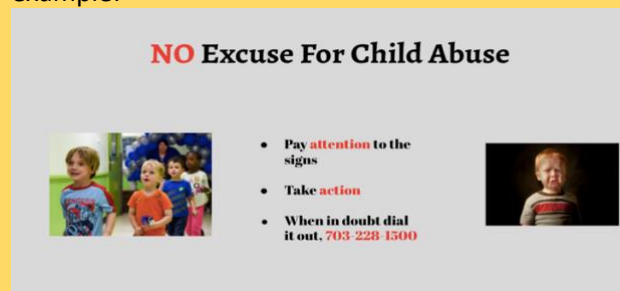 example:
NO Excuse For Child Abuse
● Pay attention to the
signs
● Take action
● When in doubt dial
it out, 703-228-1500